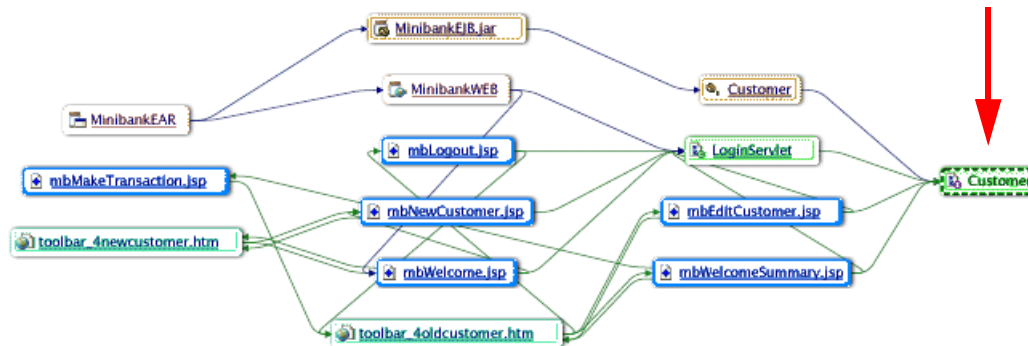 MinibankEJB.jar
MinibankWEB
Customer
MinibankEAR
mbLogout.jsp
LoginServlet
mbMakeTransaction.jsp
Customer
mbNewCustomer.jsp
mbEditCustomer.jsp
toolbar_4newcustomer.htm
mbWelcome.jsp
mbWelcomeSummary.jsp
toolbar_4oldcustomer.htm